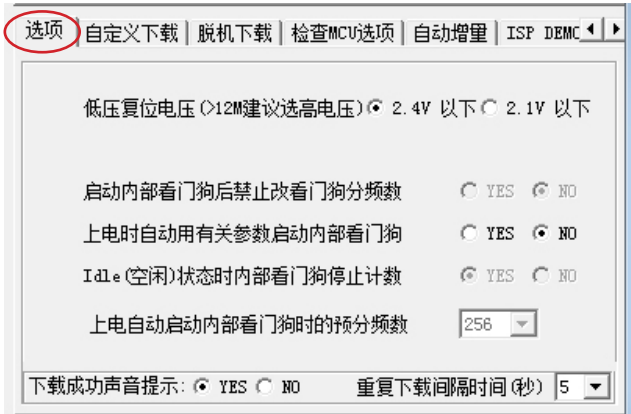 选项 自定义下载 脱机下载 检查MCU选项 自动增量 ISP DEMO
低压复位电压(>12M建议选高电压) 2.4V 以下 2.1V 以下
启动内部看门狗后禁止改看门狗分频数 YES NO
上电时自动用有关参数启动内部看门狗 YES NO
Idle(空闲)状态时内部看门狗停止计数 YES NO
上电自动启动内部看门狗时的预分频数 256
下载成功声音提示: YES NO 重复下载间隔时间(秒) 5